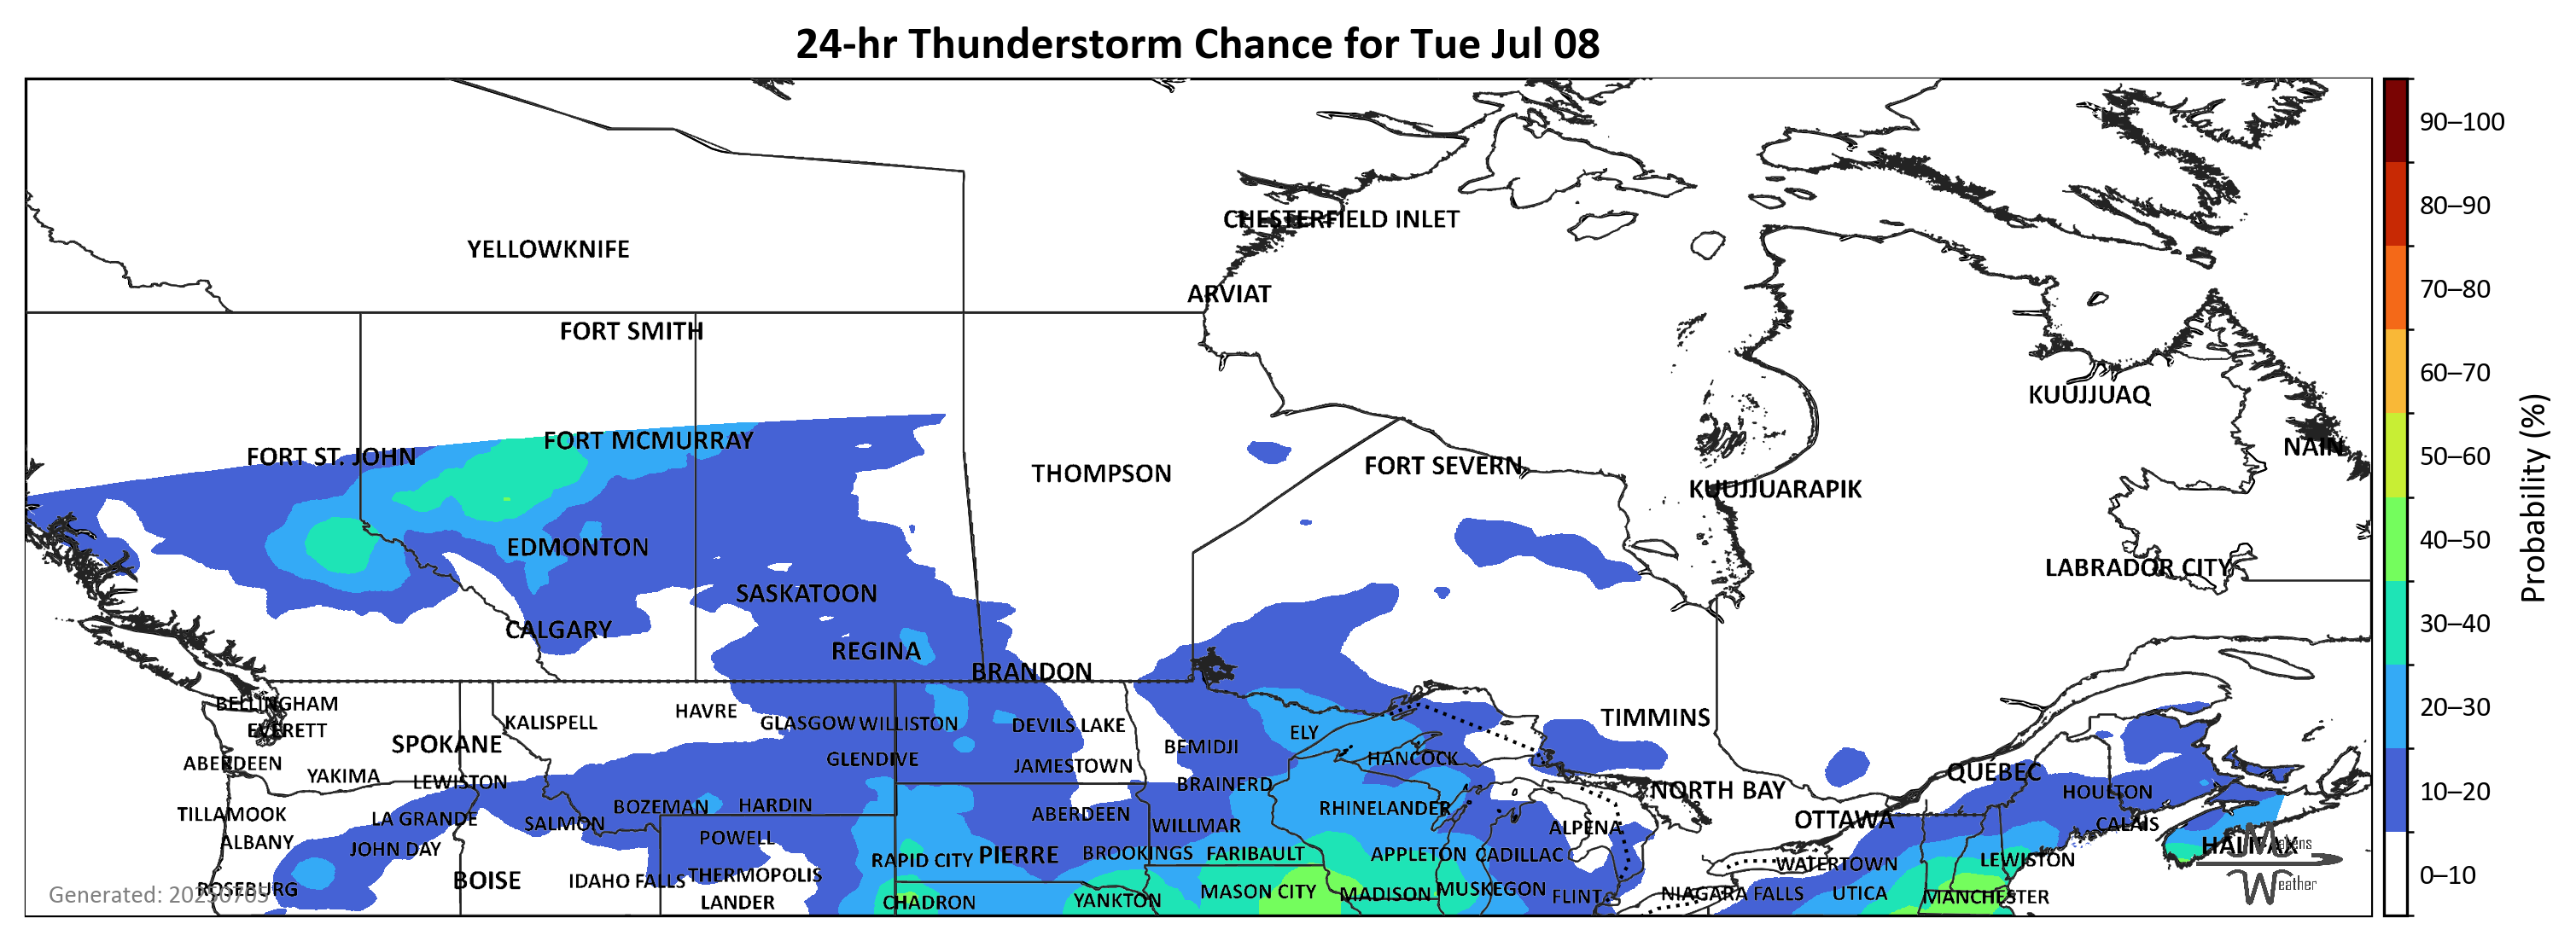 24-hr Thunderstorm Chance for Tue Jul 08
90–100
80–90
70–80
60–70
50–60
40–50
30–40
20–30
10–20
0–10
Probability (%)
CHESTERFIELD INLET
YELLOWKNIFE
ARVIAT
FORT SMITH
KUUJJUAQ
FORT MCMURRAY
NAIN
FORT ST. JOHN
FORT SEVERN
THOMPSON
KUUJJUARAPIK
EDMONTON
LABRADOR CITY
SASKATOON
CALGARY
REGINA
BRANDON
BELLINGHAM
HAVRE
TIMMINS
KALISPELL
GLASGOW
WILLISTON
DEVILS LAKE
EVERETT
ELY
SPOKANE
BEMIDJI
GLENDIVE
HANCOCK
ABERDEEN
JAMESTOWN
QUÉBEC
YAKIMA
LEWISTON
BRAINERD
NORTH BAY
HOULTON
BOZEMAN
HARDIN
RHINELANDER
TILLAMOOK
LA GRANDE
ABERDEEN
OTTAWA
SALMON
WILLMAR
ALPENA
CALAIS
ALBANY
POWELL
HALIFAX
JOHN DAY
BROOKINGS
FARIBAULT
APPLETON
CADILLAC
RAPID CITY
PIERRE
LEWISTON
WATERTOWN
BOISE
IDAHO FALLS
THERMOPOLIS
ROSEBURG
MASON CITY
MADISON
MUSKEGON
NIAGARA FALLS
UTICA
FLINT
MANCHESTER
LANDER
CHADRON
YANKTON
Generated: 20250705
Weather